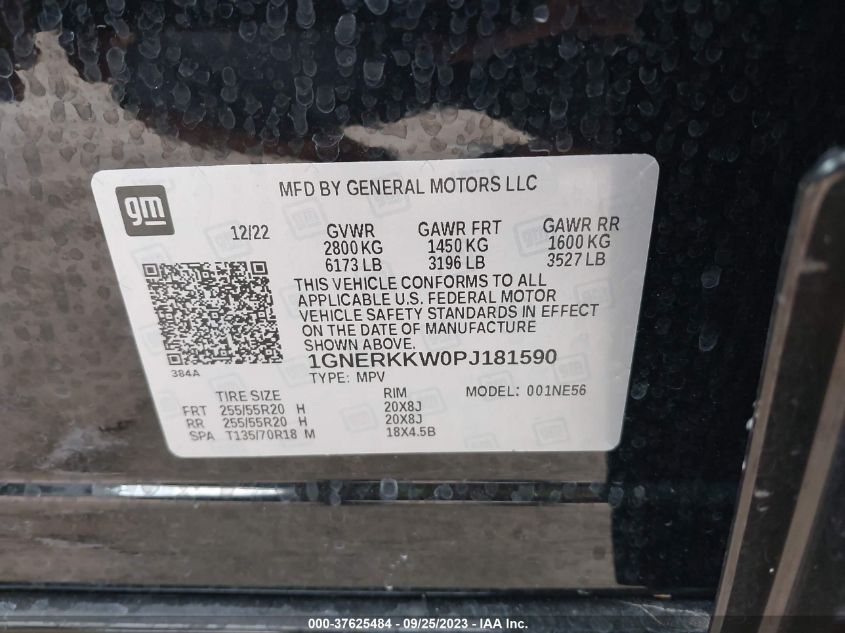 MFD BY GENERAL MOTORS LLC
gm
12/22 GVWR GAWR FRT GAWR RR
2800 KG 1450 KG 1600 KG
6173 LB 3196 LB 3527 LB
THIS VEHICLE CONFORMS TO ALL
APPLICABLE U.S. FEDERAL MOTOR
VEHICLE SAFETY STANDARDS IN EFFECT
ON THE DATE OF MANUFACTURE
SHOWN ABOVE.
1GNERKKW0PJ181590
384A
TYPE: MPV
TIRE SIZE RIM MODEL: 001NE56
FRT 255/55R20 H 20X8J
RR 255/55R20 H 20X8J
SPA T135/70R18 M 18X4.5B
000-37625484 - 09/25/2023 - IAA Inc.